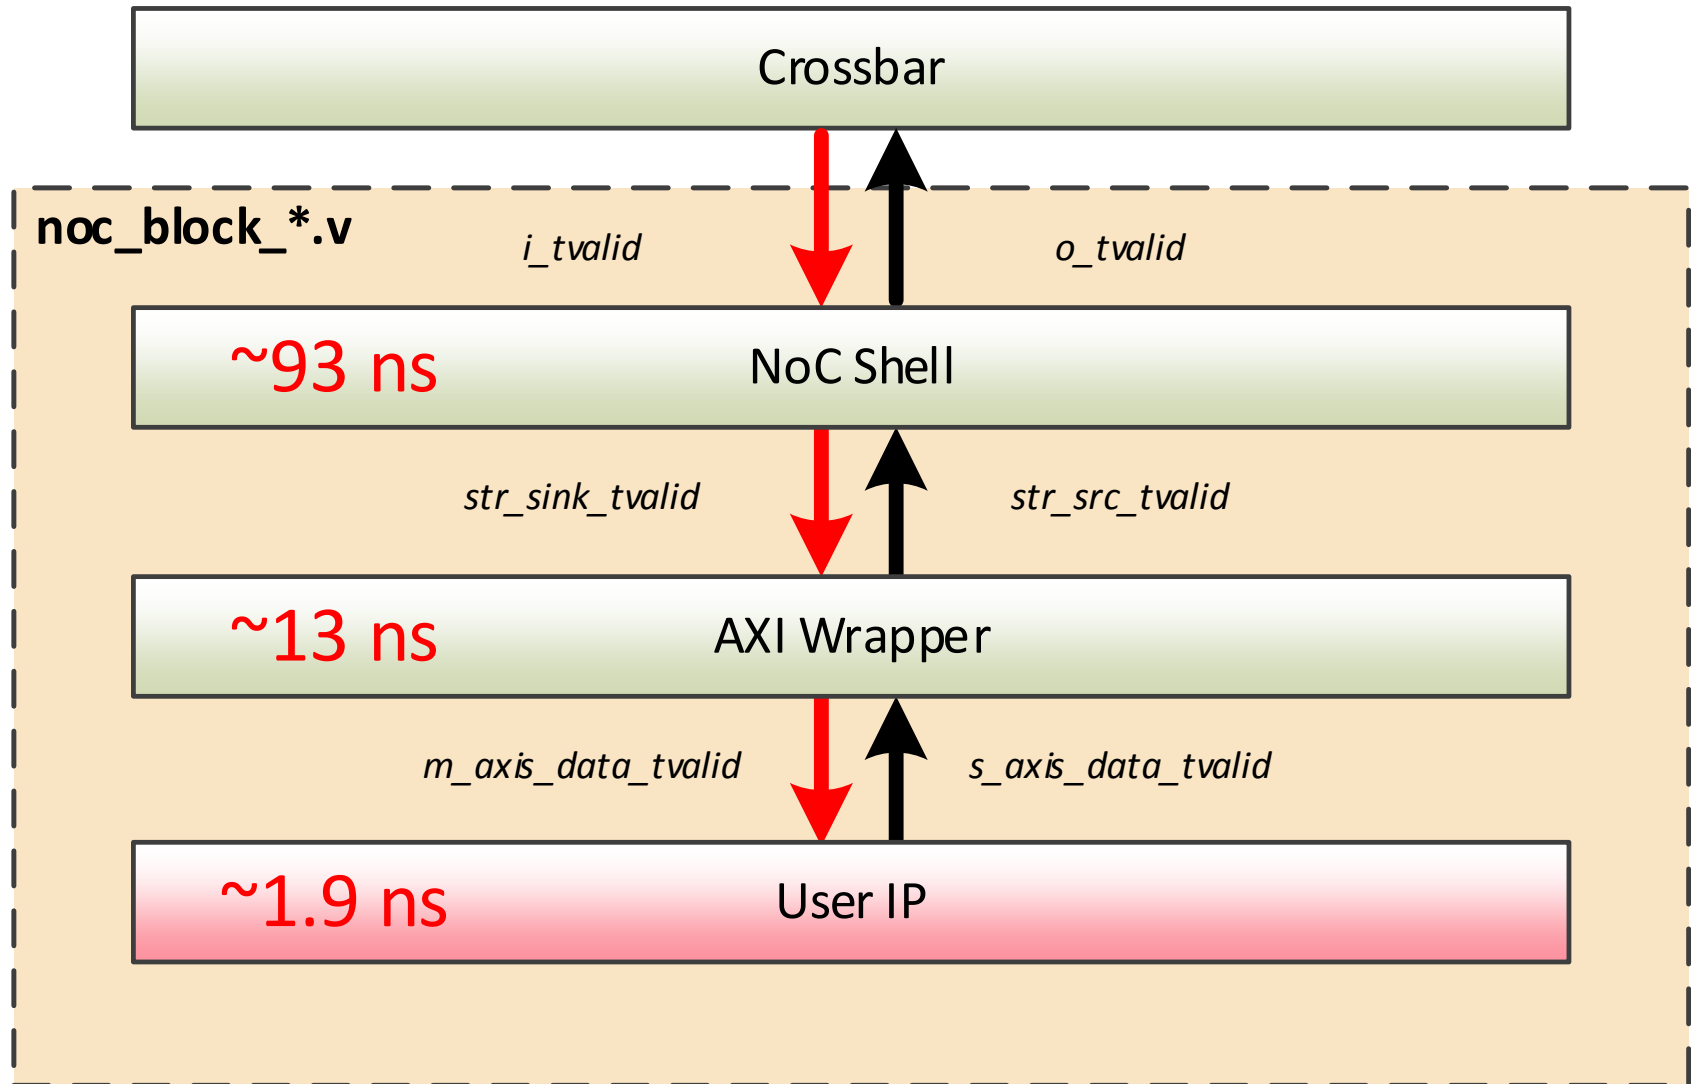 Crossbar
noc_block_*.v
i_tvalid
o_tvalid
~93 ns
NoC Shell
str_sink_tvalid
str_src_tvalid
~13 ns
AXI Wrapper
m_axis_data_tvalid
s_axis_data_tvalid
~1.9 ns
User IP